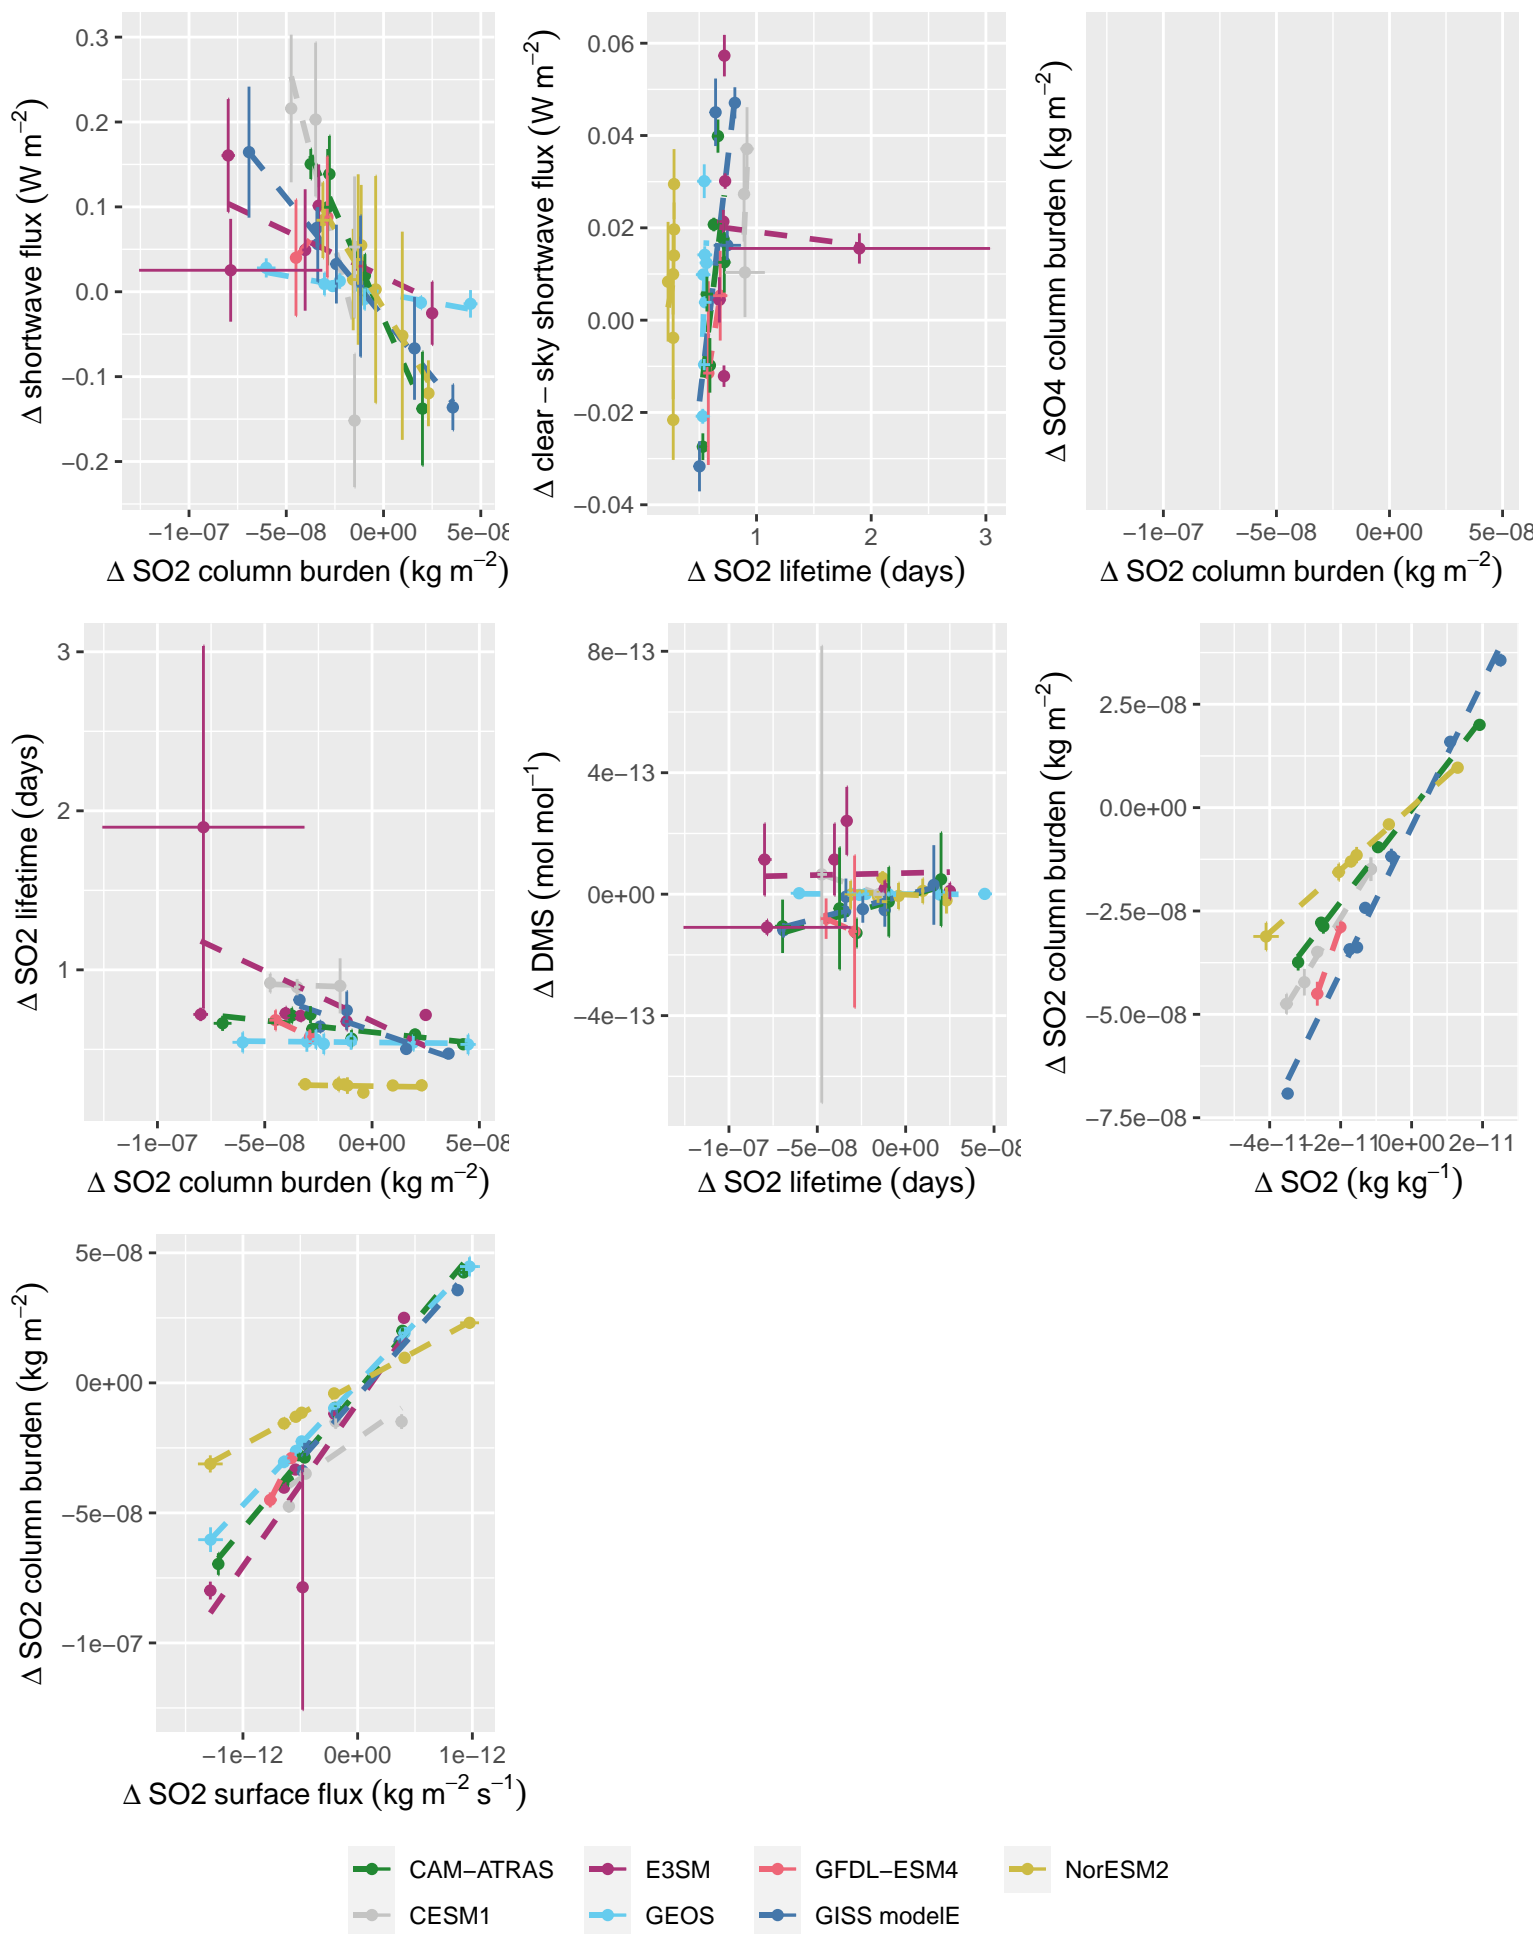 Δ shortwave flux (W m−2)
0.3
0.2
0.1
0.0
−0.1
−0.2
−1e−07 −5e−08 0e+00 5e−08
Δ SO2 column burden (kg m−2)
Δ clear−sky shortwave flux (W m−2)
0.06
0.04
0.02
0.00
−0.02
−0.04
1 2 3
Δ SO2 lifetime (days)
Δ SO4 column burden (kg m−2)
−1e−07 −5e−08 0e+00 5e−08
Δ SO2 column burden (kg m−2)
Δ SO2 lifetime (days)
3
2
1
−1e−07 −5e−08 0e+00 5e−08
Δ SO2 column burden (kg m−2)
Δ DMS (mol mol−1)
8e−13
4e−13
0e+00
−4e−13
−1e−07 −5e−08 0e+00 5e−08
Δ SO2 lifetime (days)
Δ SO2 column burden (kg m−2)
2.5e−08
0.0e+00
−2.5e−08
−5.0e−08
−7.5e−08
−4e−11 −2e−11 0e+00 2e−11
Δ SO2 (kg kg−1)
Δ SO2 column burden (kg m−2)
5e−08
0e+00
−5e−08
−1e−07
−1e−12 0e+00 1e−12
Δ SO2 surface flux (kg m−2 s−1)
CAM−ATRAS E3SM GFDL−ESM4 NorESM2
CESM1 GEOS GISS modelE